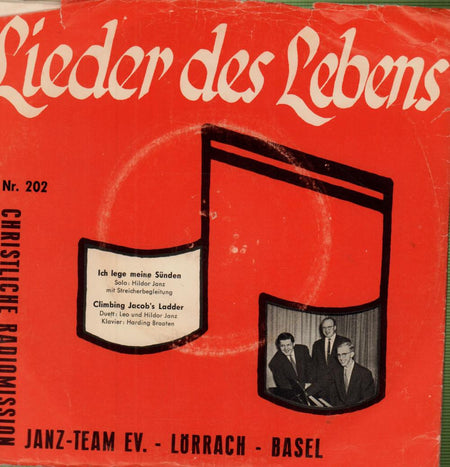 Lieder des Lebens
Nr. 202
CHRISTLICHE RADIOMISSION
Ich lege meine Sünden
Solo: Hildor Janz
mit Streicherbegleitung
Climbing Jacob's Ladder
Duett: Leo und Hildor Janz
Klavier: Harding Braaten
JANZ-TEAM EV. - LÖRRACH - BASEL